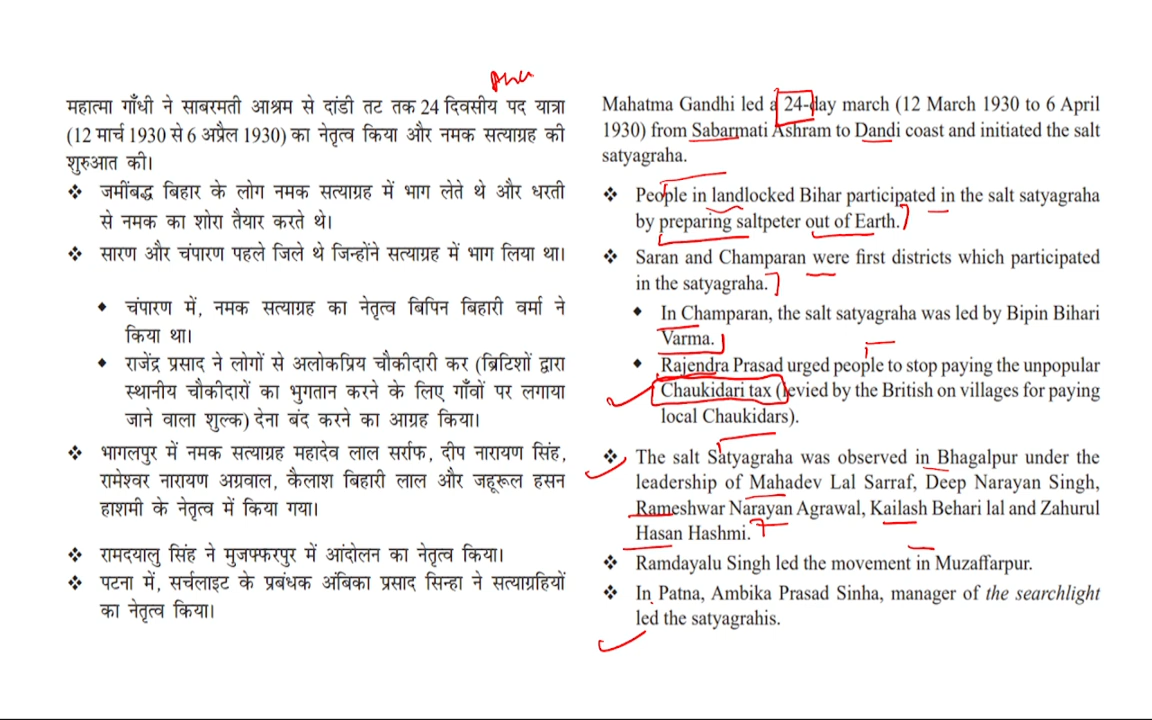 महात्मा गाँधी ने साबरमती आश्रम से दांडी तट तक 24 दिवसीय पद यात्रा
(12 मार्च 1930 से 6 अप्रैल 1930) का नेतृत्व किया और नमक सत्याग्रह की
शुरुआत की।
❖ जमींबद्ध बिहार के लोग नमक सत्याग्रह में भाग लेते थे और धरती
से नमक का शोरा तैयार करते थे।
❖ सारण और चंपारण पहले जिले थे जिन्होंने सत्याग्रह में भाग लिया था।
◆ चंपारण में, नमक सत्याग्रह का नेतृत्व बिपिन बिहारी वर्मा ने
किया था।
◆ राजेंद्र प्रसाद ने लोगों से अलोकप्रिय चौकीदारी कर (ब्रिटिशों द्वारा
स्थानीय चौकीदारों का भुगतान करने के लिए गाँवों पर लगाया
जाने वाला शुल्क) देना बंद करने का आग्रह किया।
❖ भागलपुर में नमक सत्याग्रह महादेव लाल सर्राफ, दीप नारायण सिंह,
रामेश्वर नारायण अग्रवाल, कैलाश बिहारी लाल और जहूरूल हसन
हाशमी के नेतृत्व में किया गया।
❖ रामदयालु सिंह ने मुजफ्फरपुर में आंदोलन का नेतृत्व किया।
❖ पटना में, सर्चलाइट के प्रबंधक अंबिका प्रसाद सिन्हा ने सत्याग्रहियों
का नेतृत्व किया।
Mahatma Gandhi led a 24-day march (12 March 1930 to 6 April
1930) from Sabarmati Ashram to Dandi coast and initiated the salt
satyagraha.
❖ People in landlocked Bihar participated in the salt satyagraha
by preparing saltpeter out of Earth.
❖ Saran and Champaran were first districts which participated
in the satyagraha.
◆ In Champaran, the salt satyagraha was led by Bipin Bihari
Varma.
◆ Rajendra Prasad urged people to stop paying the unpopular
Chaukidari tax (levied by the British on villages for paying
local Chaukidars).
❖ The salt Satyagraha was observed in Bhagalpur under the
leadership of Mahadev Lal Sarraf, Deep Narayan Singh,
Rameshwar Narayan Agrawal, Kailash Behari lal and Zahurul
Hasan Hashmi.
❖ Ramdayalu Singh led the movement in Muzaffarpur.
❖ In Patna, Ambika Prasad Sinha, manager of the searchlight
led the satyagrahis.